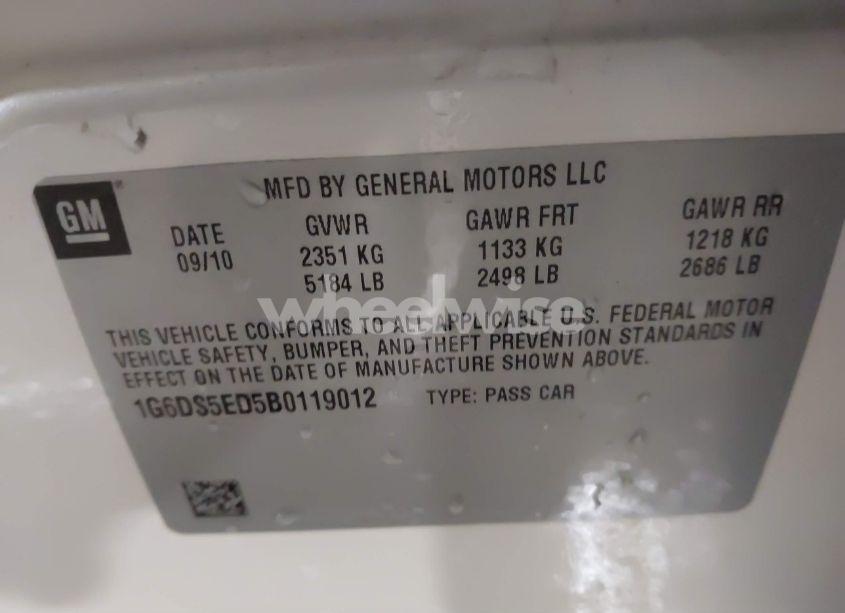 GM
MFD BY GENERAL MOTORS LLC
DATE GVWR GAWR FRT GAWR RR
09/10 2351 KG 1133 KG 1218 KG
5184 LB 2498 LB 2686 LB
wheelwise
THIS VEHICLE CONFORMS TO ALL APPLICABLE U.S. FEDERAL MOTOR
VEHICLE SAFETY, BUMPER, AND THEFT PREVENTION STANDARDS IN
EFFECT ON THE DATE OF MANUFACTURE SHOWN ABOVE.
1G6DS5ED5B0119012 TYPE: PASS CAR